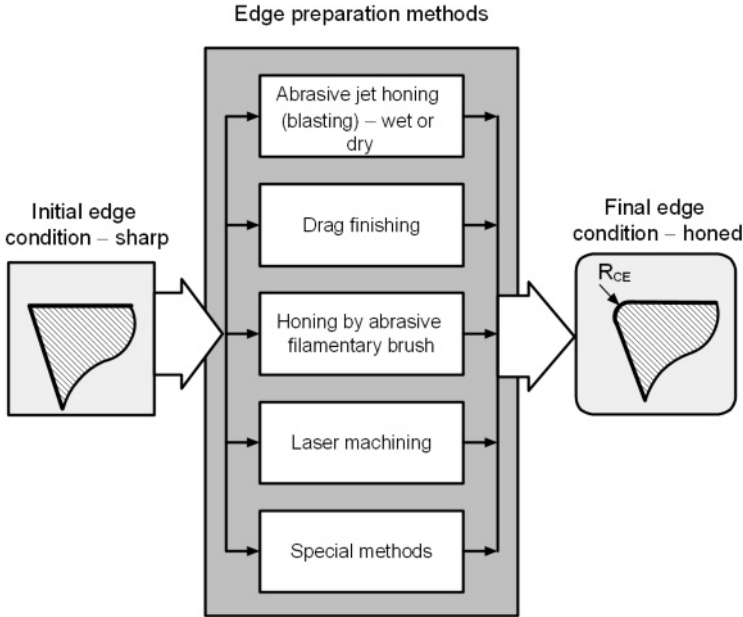 Edge preparation methods
Abrasive jet honing
(blasting) – wet or
dry
Initial edge
condition – sharp
Drag finishing
Final edge
condition – honed
RCE
Honing by abrasive
filamentary brush
Laser machining
Special methods